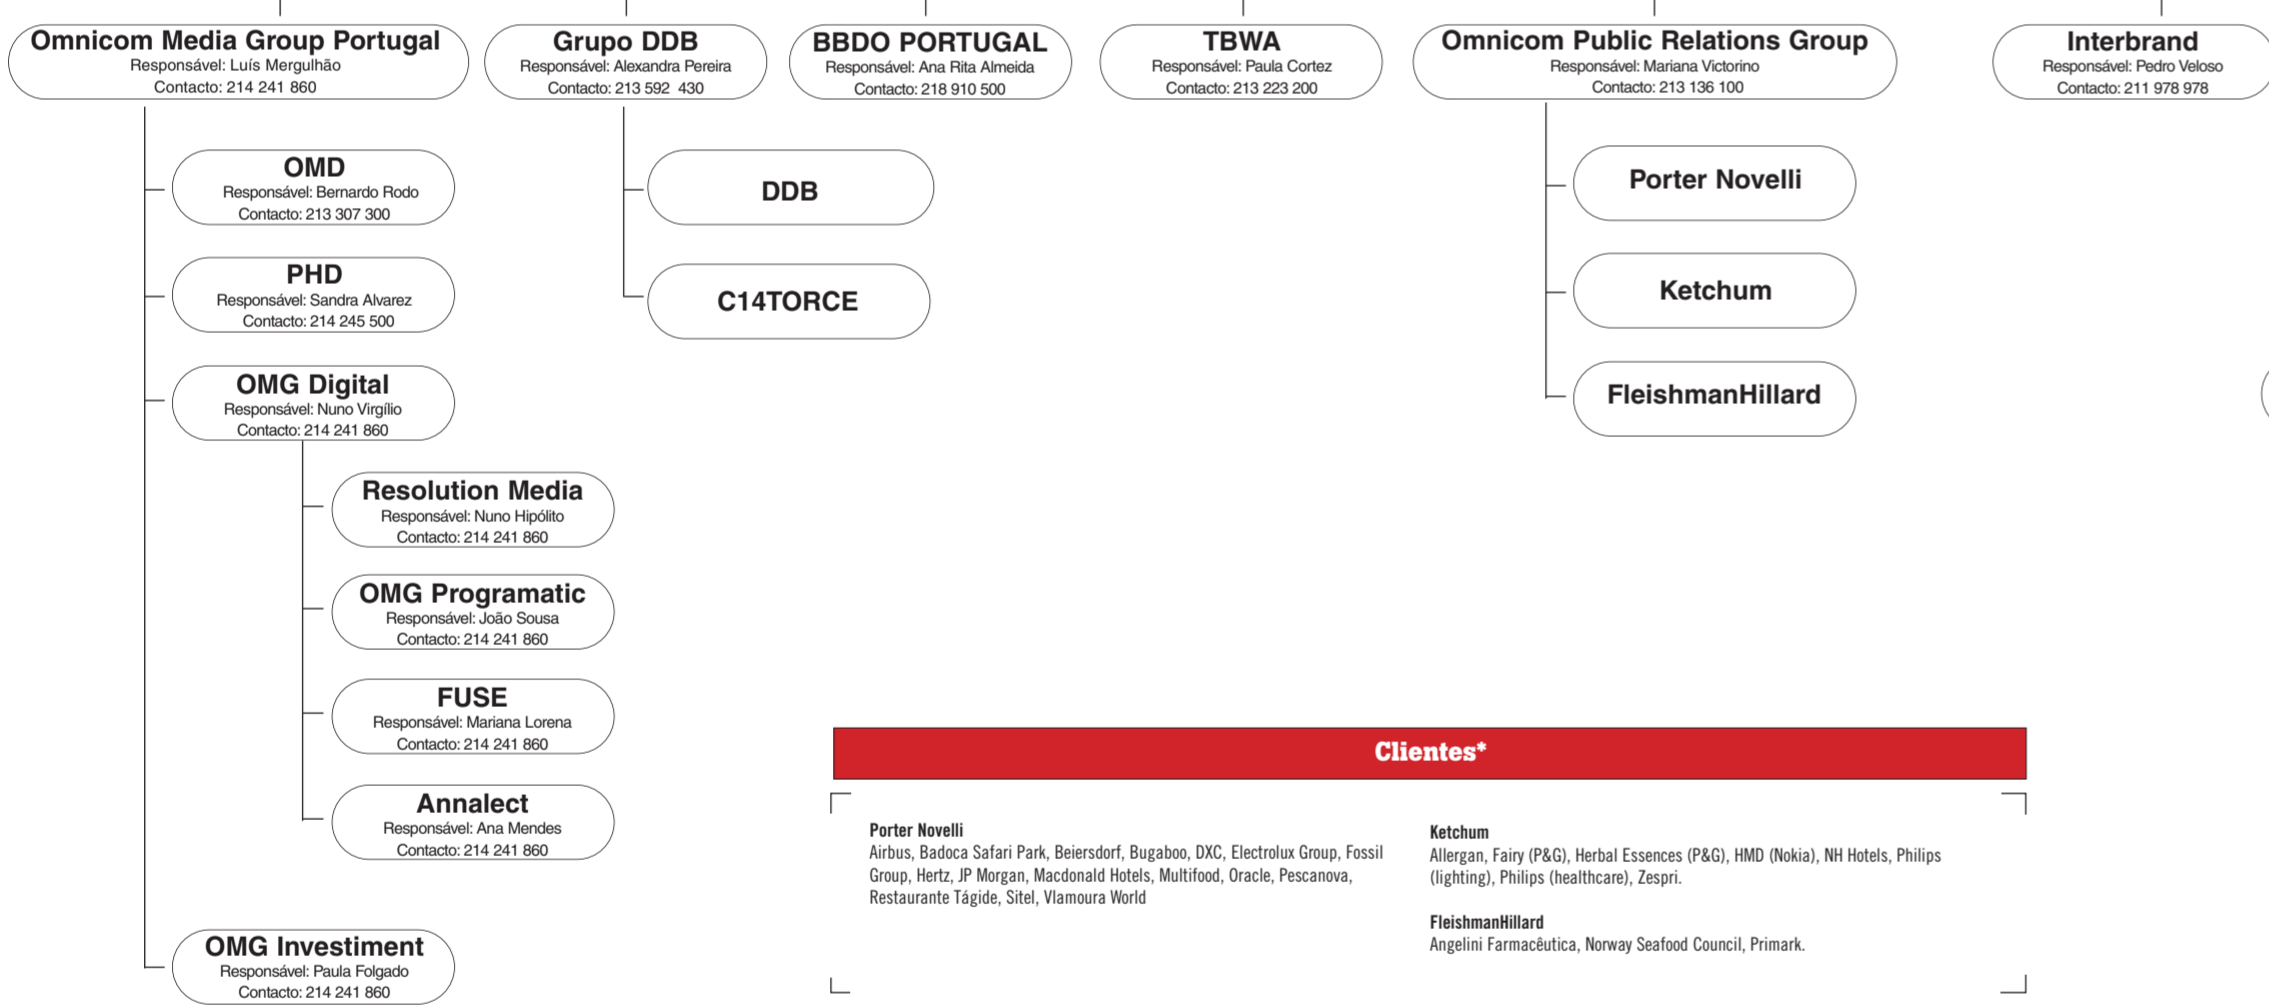 Omnicom Media Group Portugal
Responsável: Luís Mergulhão
Contacto: 214 241 860
OMD
Responsável: Bernardo Rodo
Contacto: 213 307 300
PHD
Responsável: Sandra Alvarez
Contacto: 214 245 500
OMG Digital
Responsável: Nuno Virgílio
Contacto: 214 241 860
Resolution Media
Responsável: Nuno Hipólito
Contacto: 214 241 860
OMG Programatic
Responsável: João Sousa
Contacto: 214 241 860
FUSE
Responsável: Mariana Lorena
Contacto: 214 241 860
Annalect
Responsável: Ana Mendes
Contacto: 214 241 860
OMG Investiment
Responsável: Paula Folgado
Contacto: 214 241 860
Grupo DDB
Responsável: Alexandra Pereira
Contacto: 213 592 430
DDB
C14TORCE
BBDO PORTUGAL
Responsável: Ana Rita Almeida
Contacto: 218 910 500
TBWA
Responsável: Paula Cortez
Contacto: 213 223 200
Omnicom Public Relations Group
Responsável: Mariana Victorino
Contacto: 213 136 100
Porter Novelli
Ketchum
FleishmanHillard
Interbrand
Responsável: Pedro Veloso
Contacto: 211 978 978
Clientes*
Porter Novelli
Airbus, Badoca Safari Park, Beiersdorf, Bugaboo, DXC, Electrolux Group, Fossil
Group, Hertz, JP Morgan, Macdonald Hotels, Multifood, Oracle, Pescanova,
Restaurante Tágide, Sitel, Vlamoura World
Ketchum
Allergan, Fairy (P&G), Herbal Essences (P&G), HMD (Nokia), NH Hotels, Philips
(lighting), Philips (healthcare), Zespri.
FleishmanHillard
Angelini Farmacêutica, Norway Seafood Council, Primark.